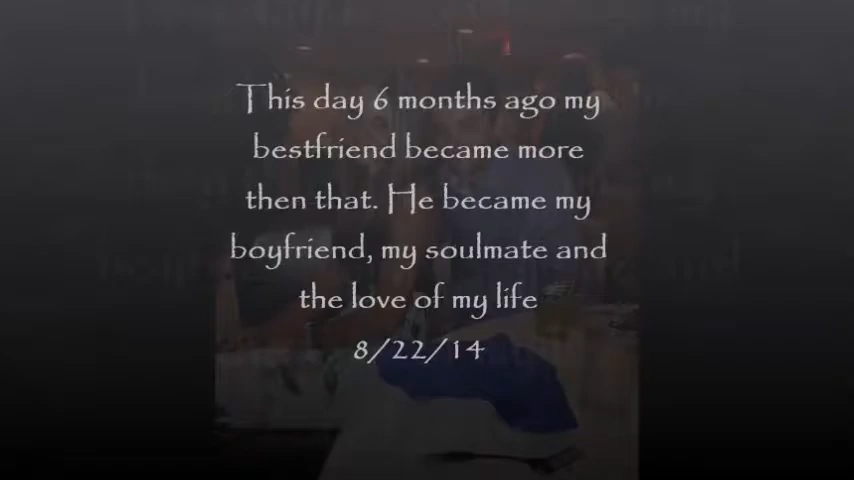 This day 6 months ago my
bestfriend became more
then that. He became my
boyfriend, my soulmate and
the love of my life
8/22/14